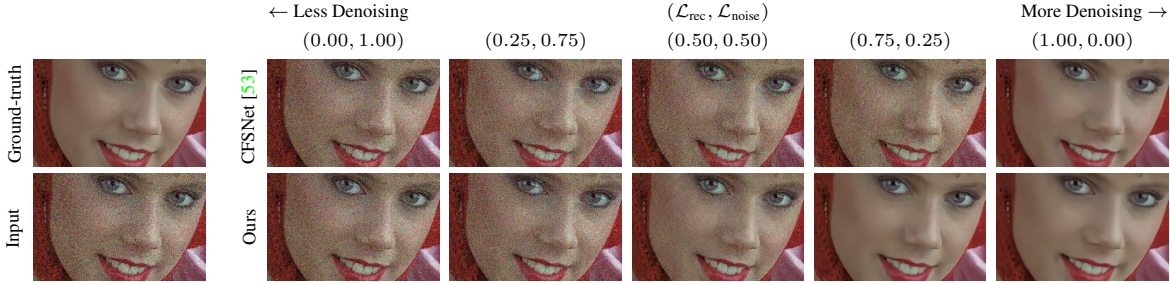 ← Less Denoising (ℒrec, ℒnoise) More Denoising →
(0.00, 1.00) (0.25, 0.75) (0.50, 0.50) (0.75, 0.25) (1.00, 0.00)
Ground-truth
CFSNet [53]
Input
Ours